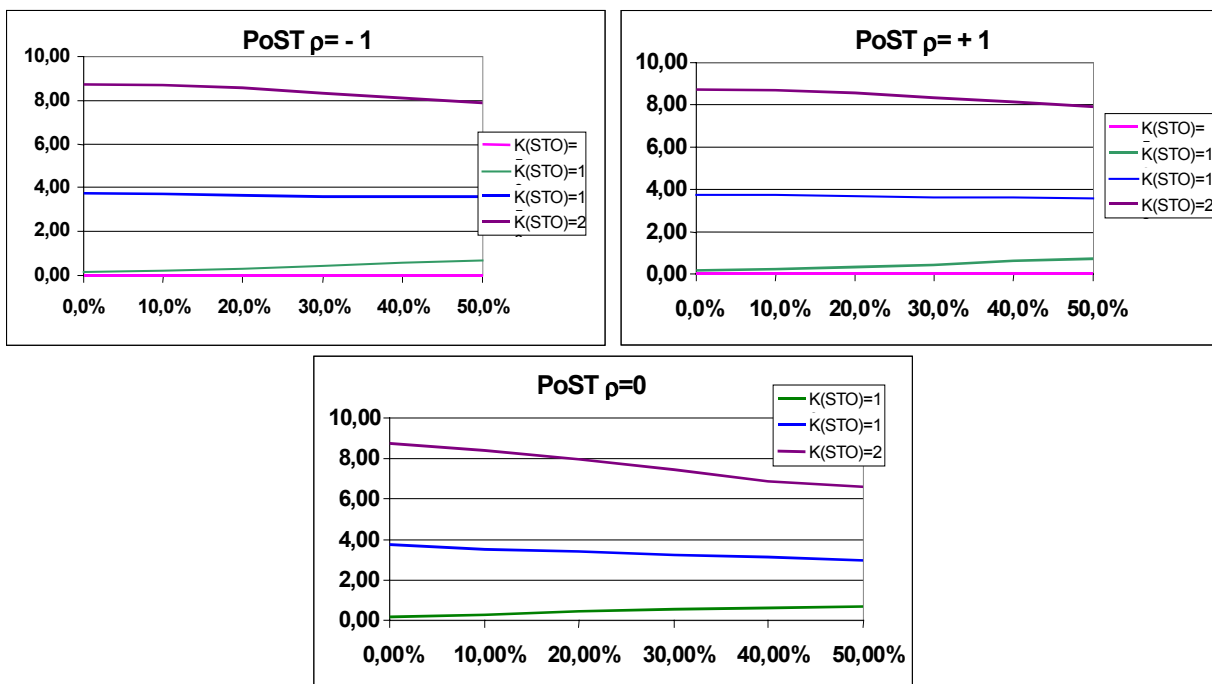 PoST ρ= - 1
10,00
8,00
6,00
4,00
2,00
0,00
0,0% 10,0% 20,0% 30,0% 40,0% 50,0%
K(STO)=
K(STO)=1
K(STO)=1
K(STO)=2
PoST ρ= + 1
10,00
8,00
6,00
4,00
2,00
0,00
0,0% 10,0% 20,0% 30,0% 40,0% 50,0%
K(STO)=
K(STO)=1
K(STO)=1
K(STO)=2
PoST ρ=0
10,00
8,00
6,00
4,00
2,00
0,00
0,00% 10,00% 20,00% 30,00% 40,00% 50,00%
K(STO)=1
K(STO)=1
K(STO)=2